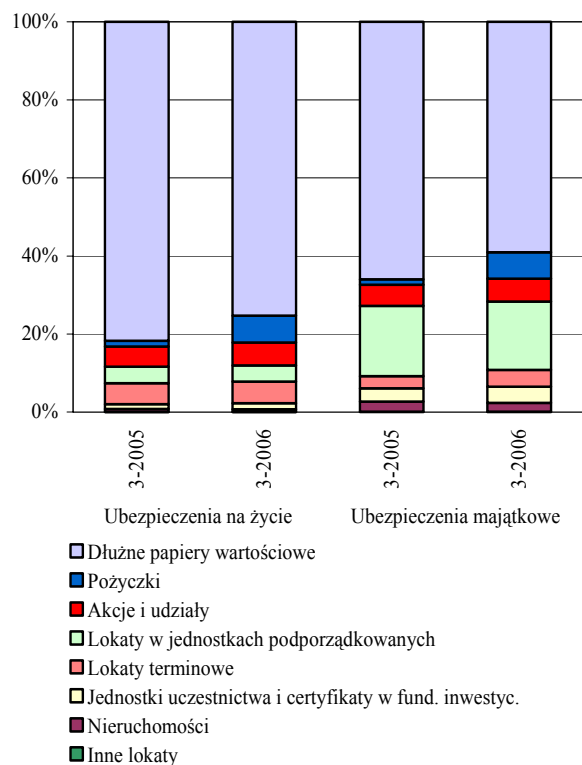 100%
80%
60%
40%
20%
0%
3-2005
3-2006
3-2005
3-2006
Ubezpieczenia na życie
Ubezpieczenia majątkowe
Dłużne papiery wartościowe
Pożyczki
Akcje i udziały
Lokaty w jednostkach podporządkowanych
Lokaty terminowe
Jednostki uczestnictwa i certyfikaty w fund. inwestyc.
Nieruchomości
Inne lokaty